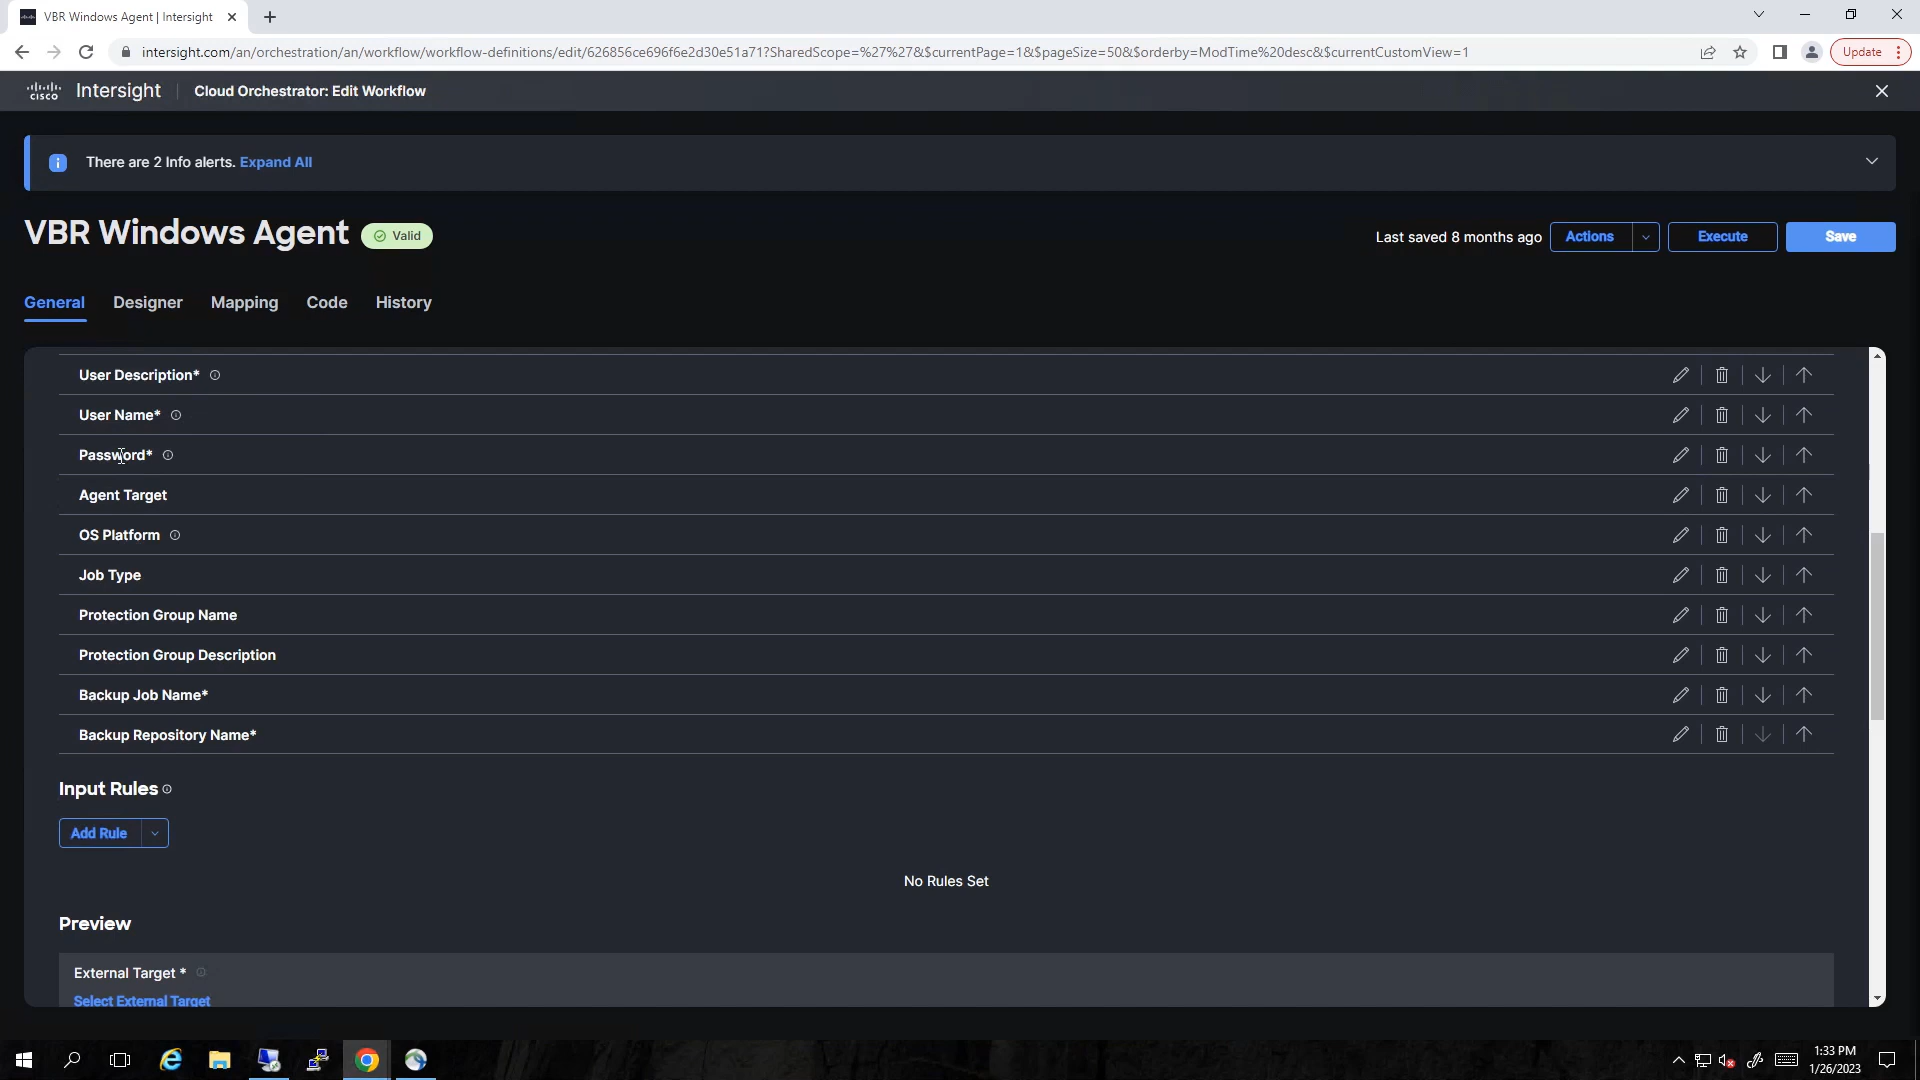 VBR Windows Agent | Intersight
intersight.com/an/orchestration/an/workflow/workflow-definitions/edit/626856ce696f6e2d30e51a71?SharedScope=%27%27&$currentPage=1&$pageSize=50&$orderby=ModTime%20desc&$currentCustomView=1
Update
cisco Intersight Cloud Orchestrator: Edit Workflow
There are 2 Info alerts. Expand All
VBR Windows Agent Valid
Last saved 8 months ago Actions Execute Save
General Designer Mapping Code History
User Description*
User Name*
Password*
Agent Target
OS Platform
Job Type
Protection Group Name
Protection Group Description
Backup Job Name*
Backup Repository Name*
Input Rules
Add Rule
No Rules Set
Preview
External Target *
Select External Target
1:33 PM
1/26/2023